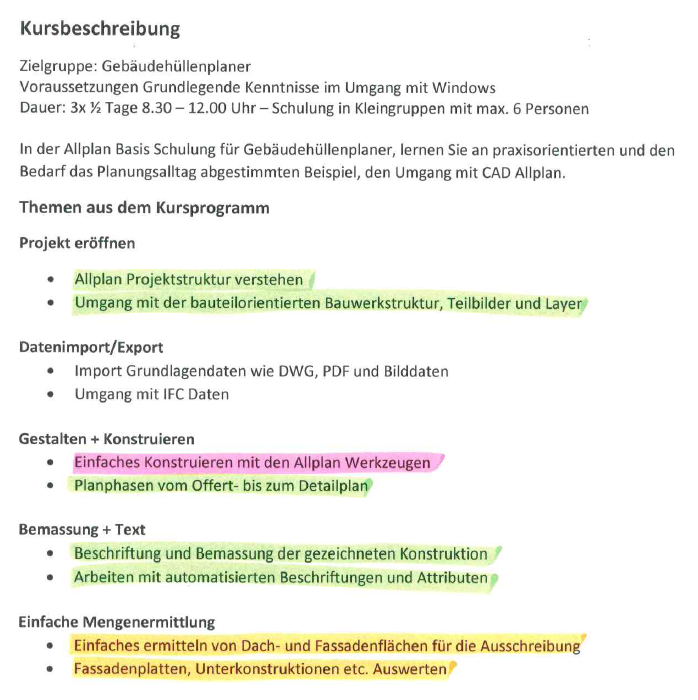 Kursbeschreibung
Zielgruppe: Gebäudehüllenplaner
Voraussetzungen Grundlegende Kenntnisse im Umgang mit Windows
Dauer: 3x ½ Tage 8.30 – 12.00 Uhr – Schulung in Kleingruppen mit max. 6 Personen
In der Allplan Basis Schulung für Gebäudehüllenplaner, lernen Sie an praxisorientierten und den
Bedarf das Planungsalltag abgestimmten Beispiel, den Umgang mit CAD Allplan.
Themen aus dem Kursprogramm
Projekt eröffnen
• Allplan Projektstruktur verstehen
• Umgang mit der bauteilorientierten Bauwerkstruktur, Teilbilder und Layer
Datenimport/Export
• Import Grundlagendaten wie DWG, PDF und Bilddaten
• Umgang mit IFC Daten
Gestalten + Konstruieren
• Einfaches Konstruieren mit den Allplan Werkzeugen
• Planphasen vom Offert- bis zum Detailplan
Bemassung + Text
• Beschriftung und Bemassung der gezeichneten Konstruktion
• Arbeiten mit automatisierten Beschriftungen und Attributen
Einfache Mengenermittlung
• Einfaches ermitteln von Dach- und Fassadenflächen für die Ausschreibung
• Fassadenplatten, Unterkonstruktionen etc. Auswerten